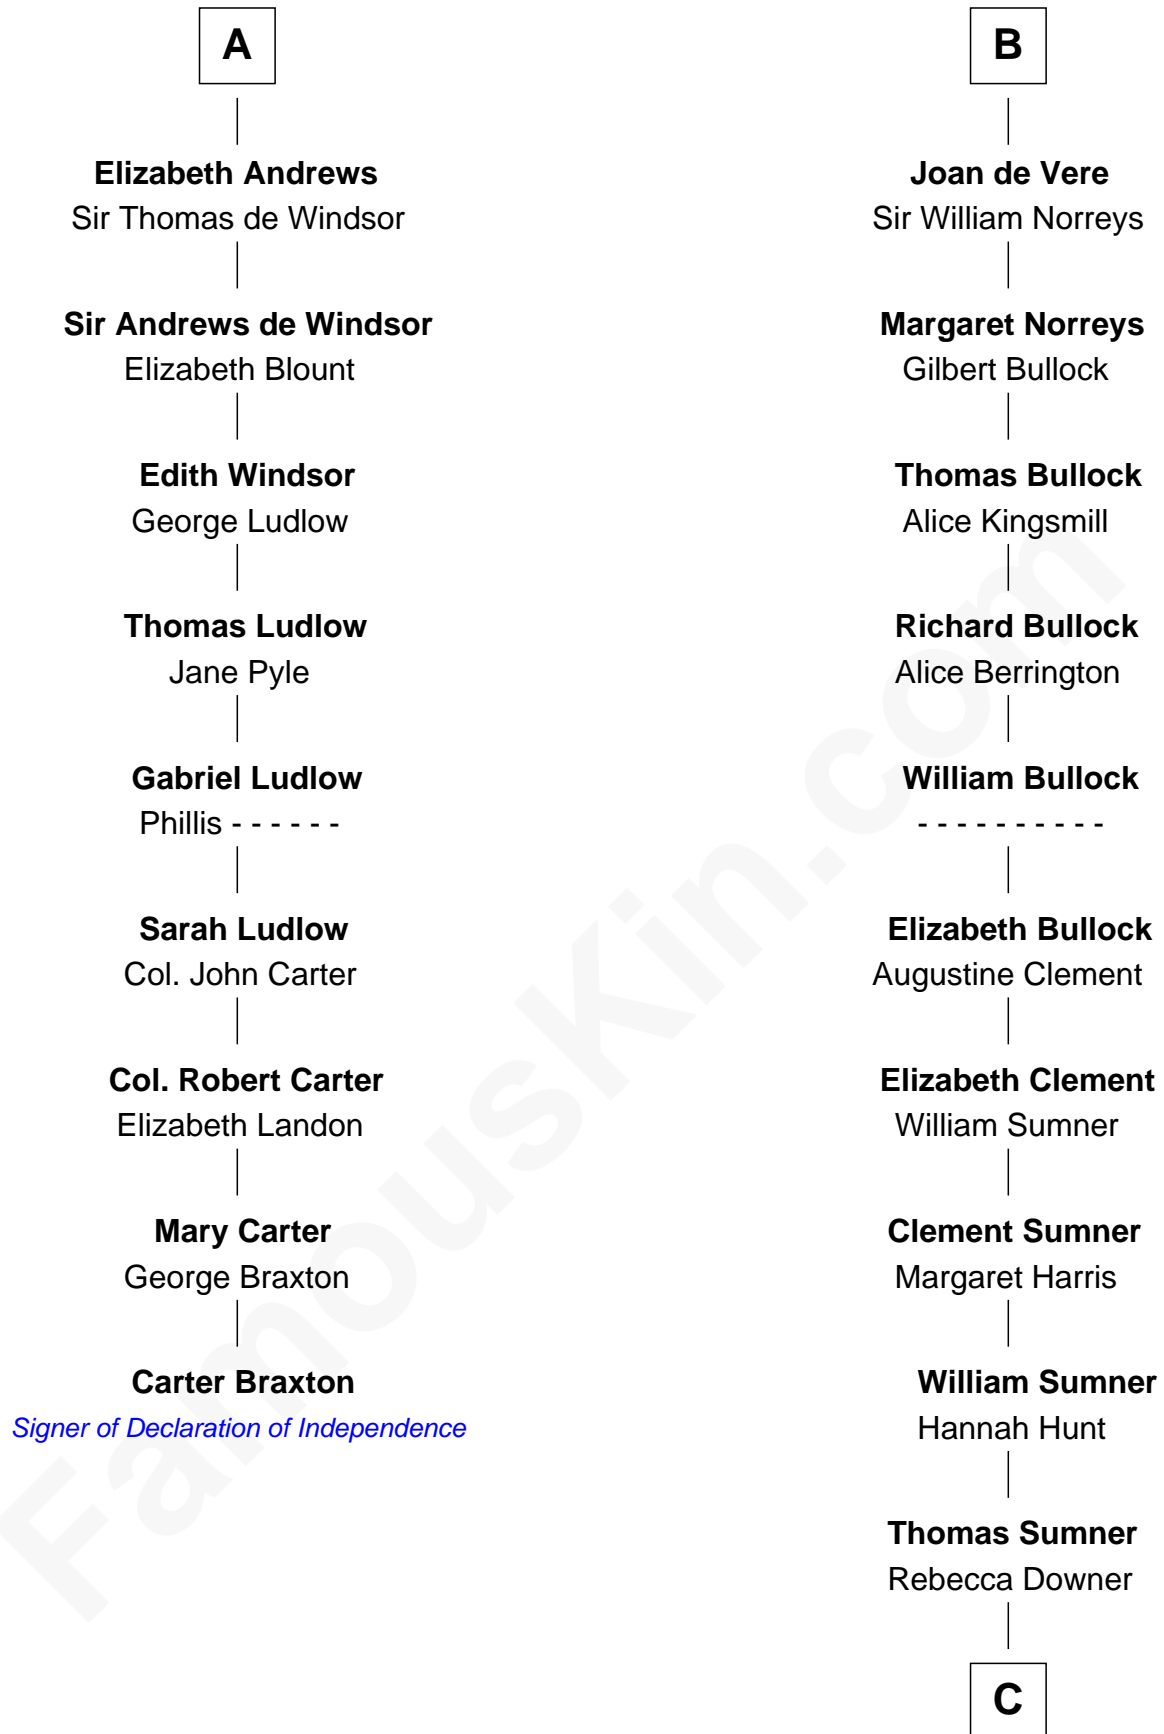 A
Elizabeth Andrews
Sir Thomas de Windsor
Sir Andrews de Windsor
Elizabeth Blount
Edith Windsor
George Ludlow
Thomas Ludlow
Jane Pyle
Gabriel Ludlow
Phillis - - - - - -
Sarah Ludlow
Col. John Carter
Col. Robert Carter
Elizabeth Landon
Mary Carter
George Braxton
Carter Braxton
Signer of Declaration of Independence
B
Joan de Vere
Sir William Norreys
Margaret Norreys
Gilbert Bullock
Thomas Bullock
Alice Kingsmill
Richard Bullock
Alice Berrington
William Bullock
- - - - - - - - - -
Elizabeth Bullock
Augustine Clement
Elizabeth Clement
William Sumner
Clement Sumner
Margaret Harris
William Sumner
Hannah Hunt
Thomas Sumner
Rebecca Downer
C
FamousKin.com